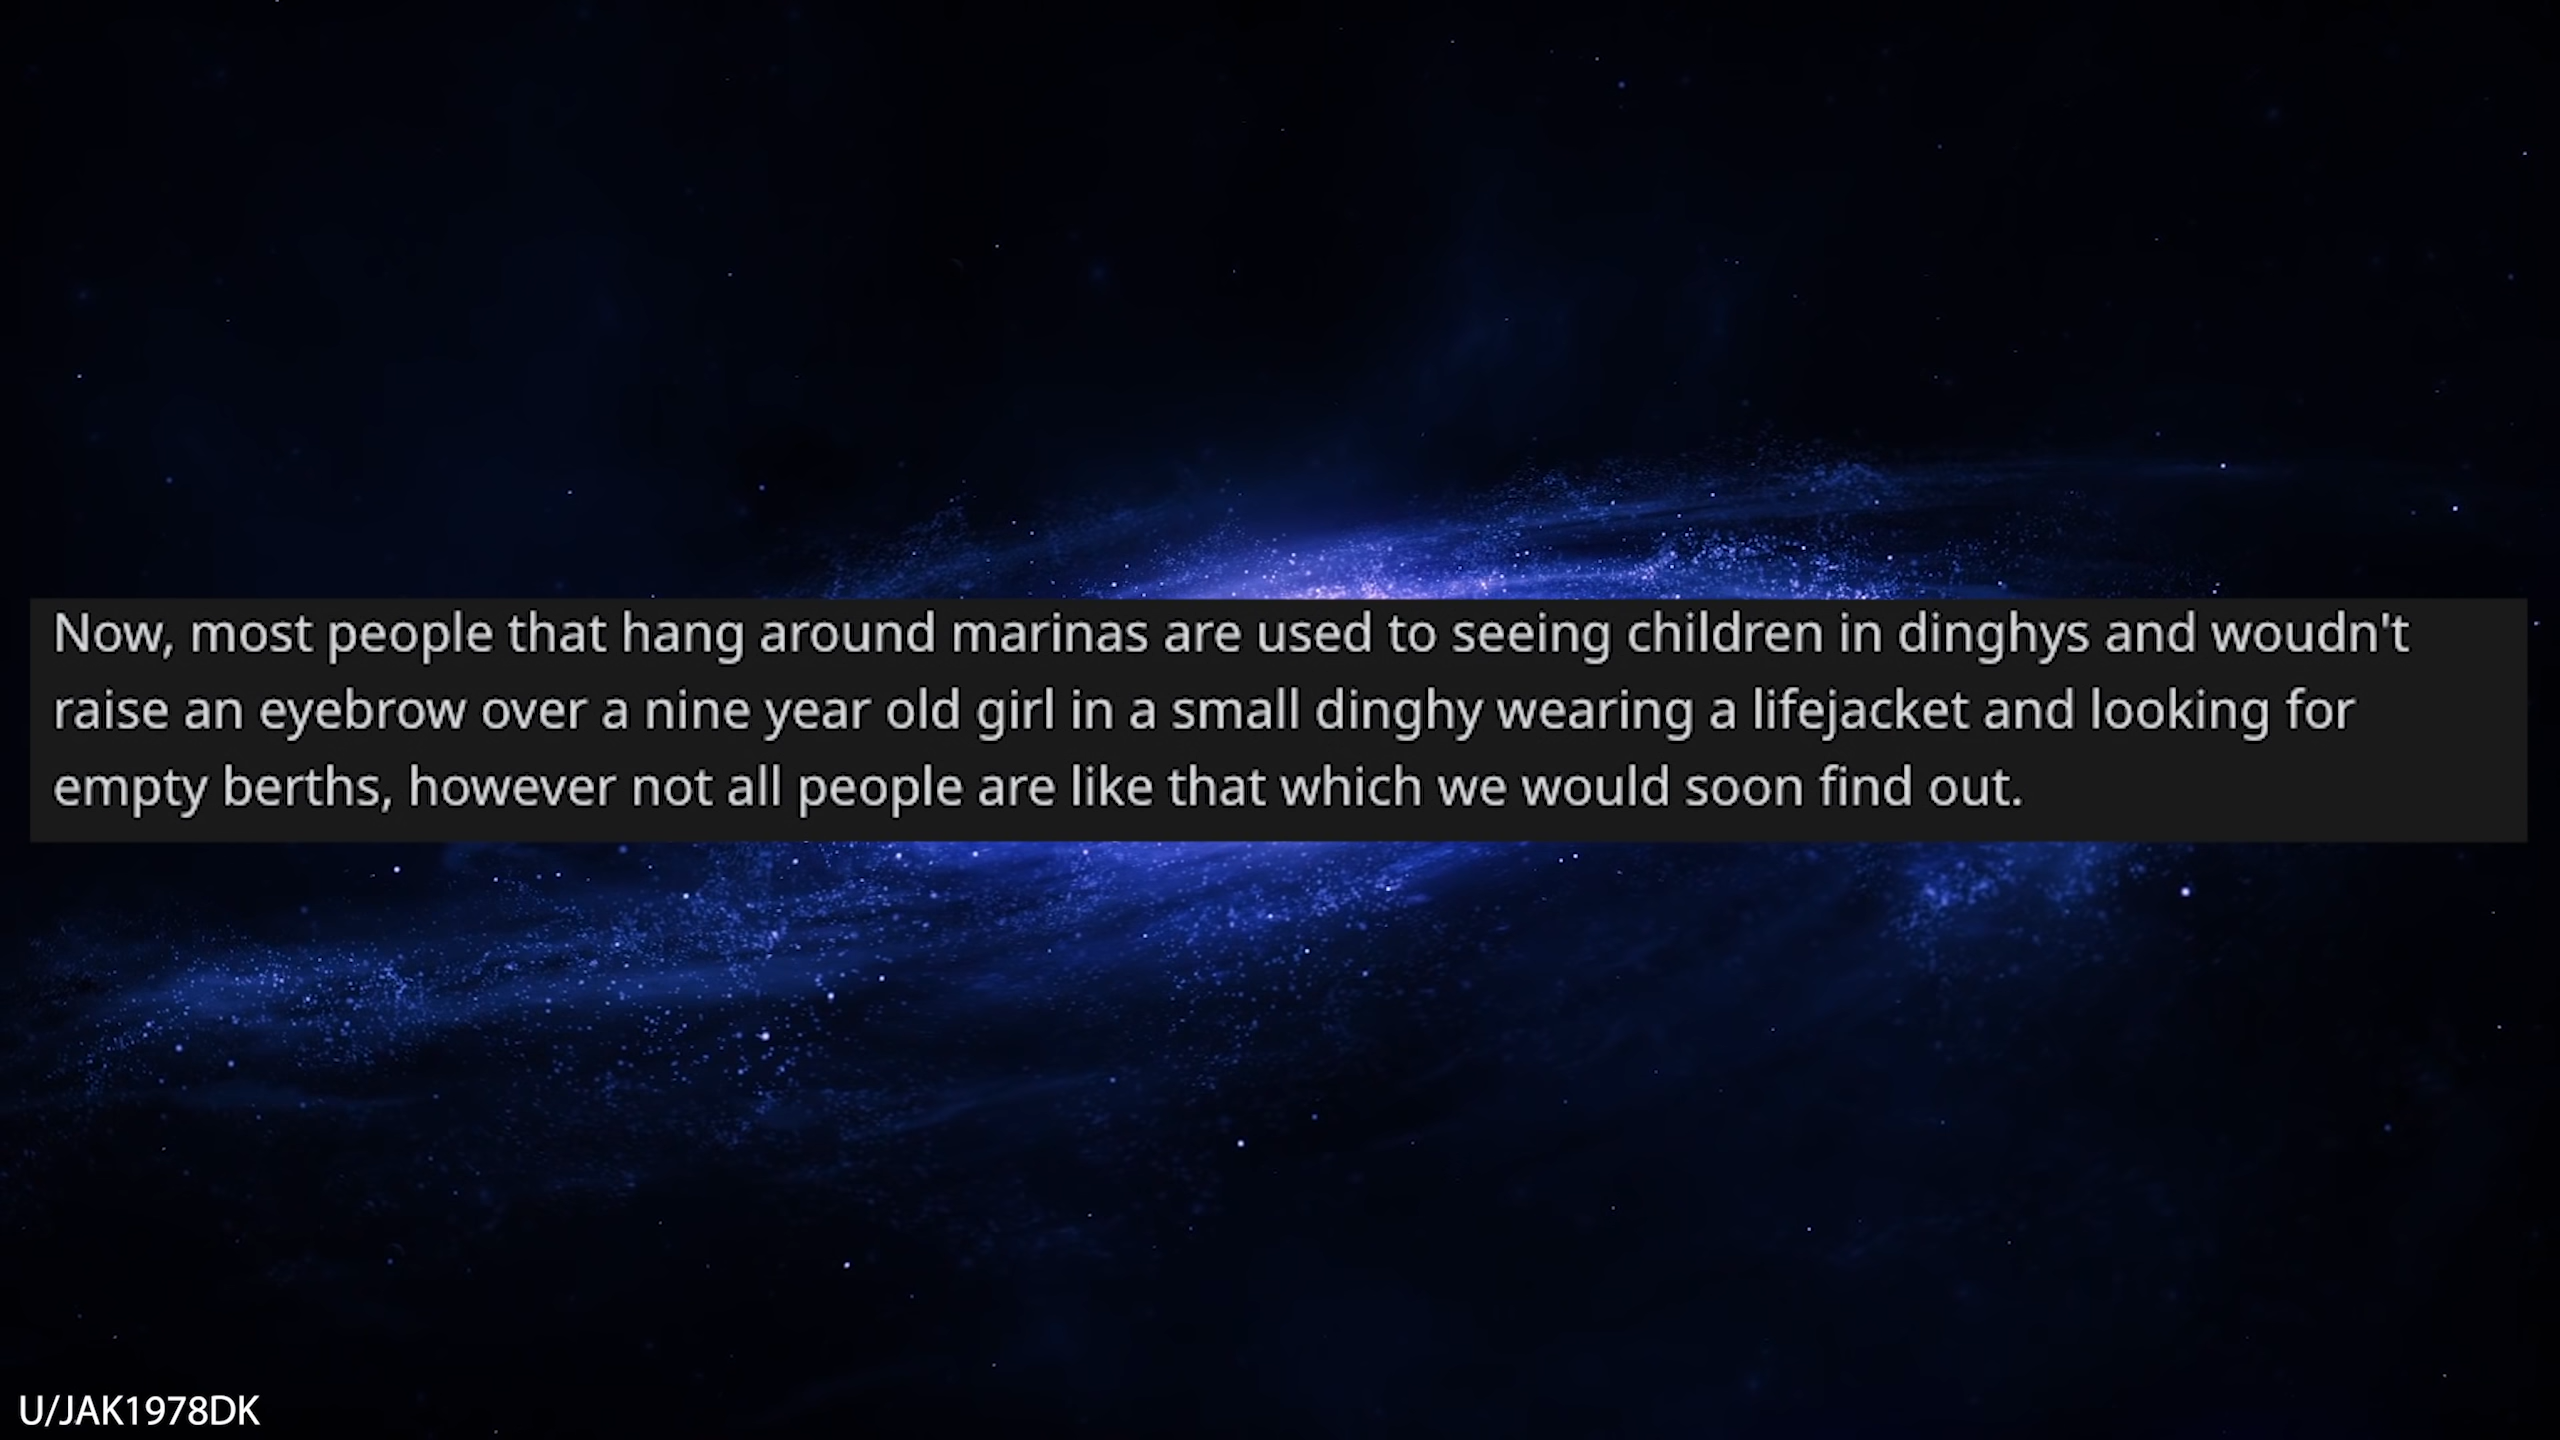 Now, most people that hang around marinas are used to seeing children in dinghys and woudn't
raise an eyebrow over a nine year old girl in a small dinghy wearing a lifejacket and looking for
empty berths, however not all people are like that which we would soon find out.
U/JAK1978DK